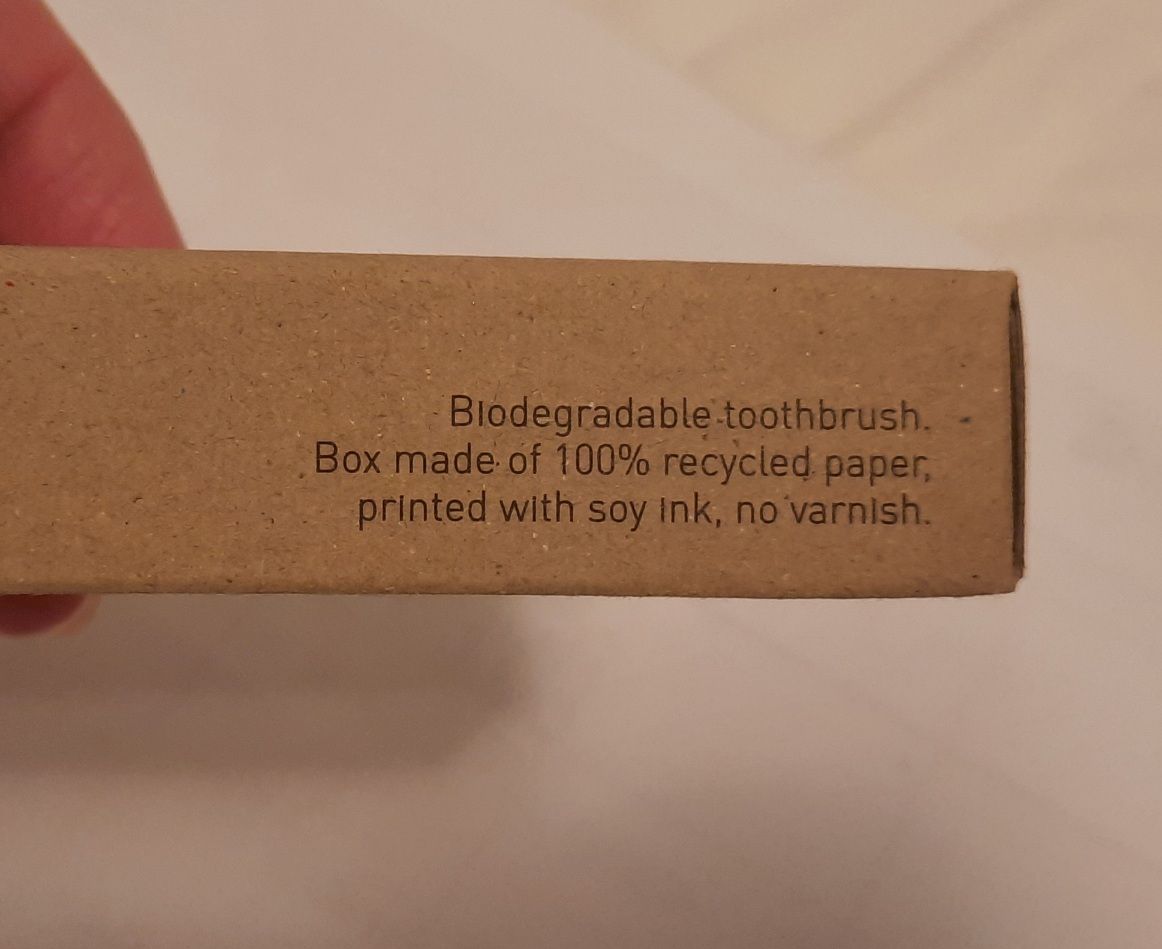 Biodegradable toothbrush.
Box made of 100% recycled paper,
printed with soy ink, no varnish.